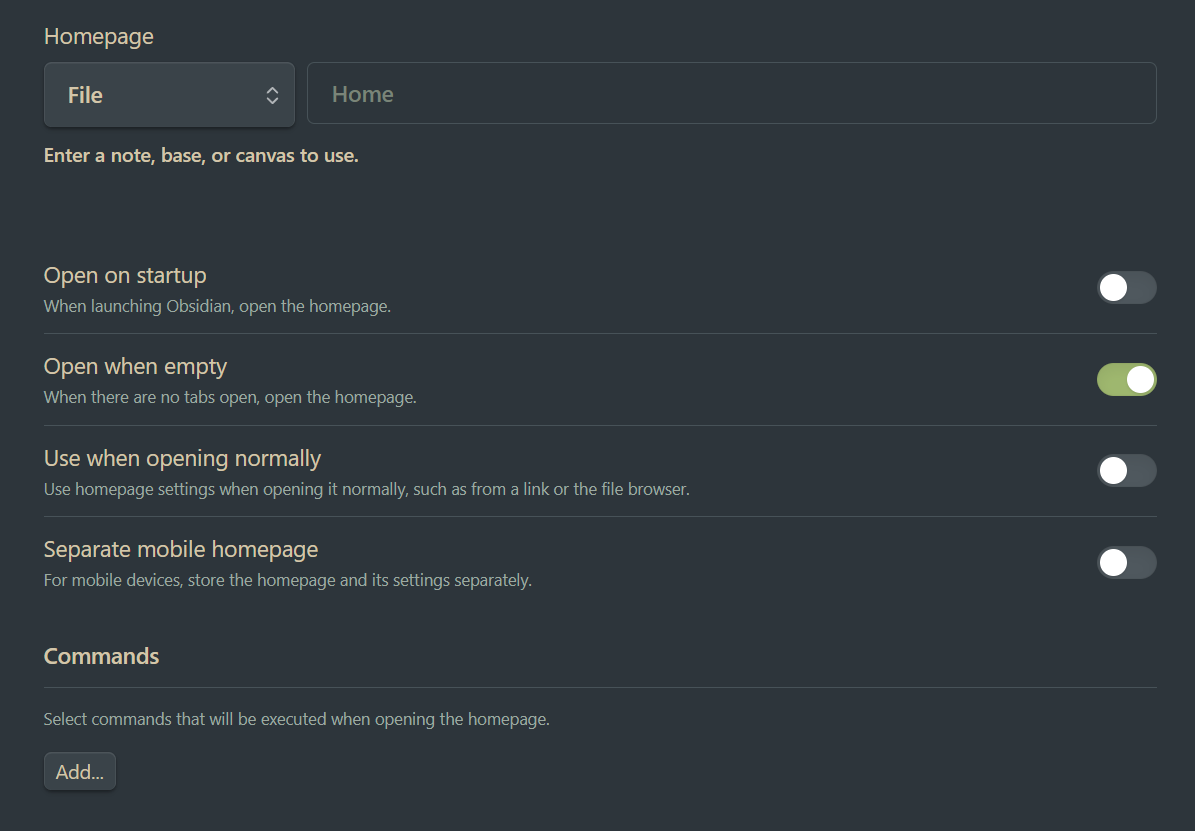 Homepage
File
Home
Enter a note, base, or canvas to use.
Open on startup
When launching Obsidian, open the homepage.
Open when empty
When there are no tabs open, open the homepage.
Use when opening normally
Use homepage settings when opening it normally, such as from a link or the file browser.
Separate mobile homepage
For mobile devices, store the homepage and its settings separately.
Commands
Select commands that will be executed when opening the homepage.
Add...